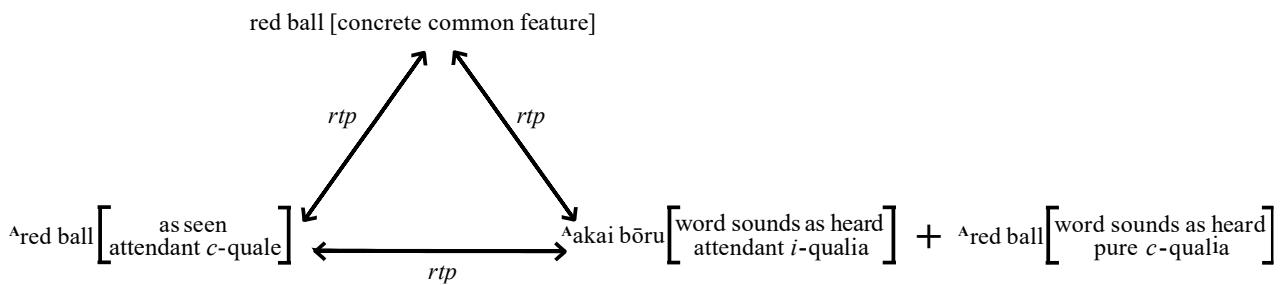 red ball [concrete common feature]
rtp
rtp
ᴬred ball [as seen
attendant c-quale]
ᴬakai bōru [word sounds as heard
attendant i-qualia]
+
ᴬred ball [word sounds as heard
pure c-qualia]
rtp